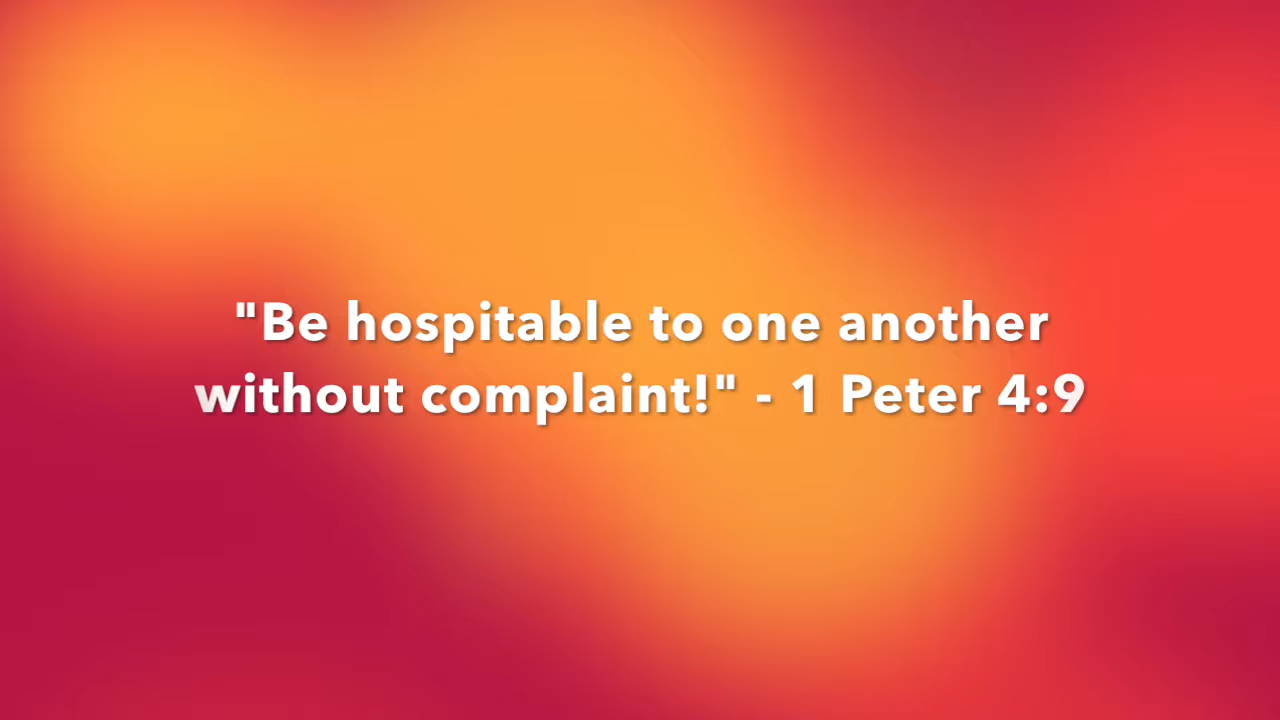 "Be hospitable to one another
without complaint!" - 1 Peter 4:9